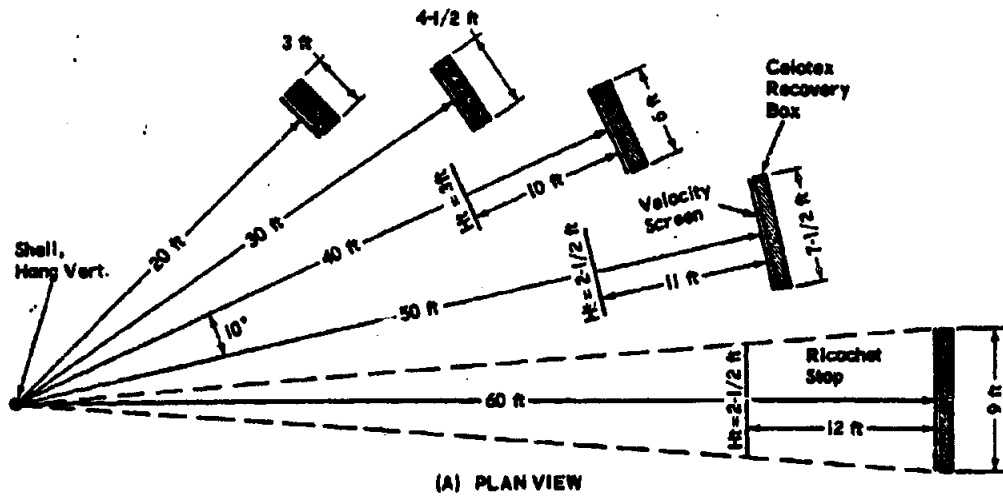 4-1/2 ft
3 ft
Celotex
Recovery
Box
6 ft
Ht = 3ft
10 ft
Velocity
Screen
7-1/2 ft
Shell,
Hang Vert.
20 ft
30 ft
40 ft
Ht = 2-1/2 ft
11 ft
50 ft
10°
Ricochet
Stop
60 ft
Ht = 2-1/2 ft
12 ft
9 ft
(A) PLAN VIEW